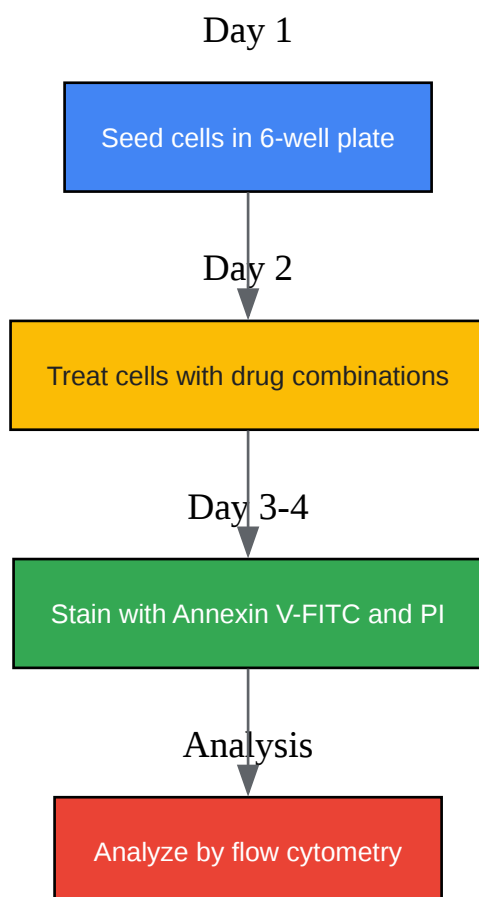 Day 1
Seed cells in 6-well plate
Day 2
Treat cells with drug combinations
Day 3-4
Stain with Annexin V-FITC and PI
Analysis
Analyze by flow cytometry